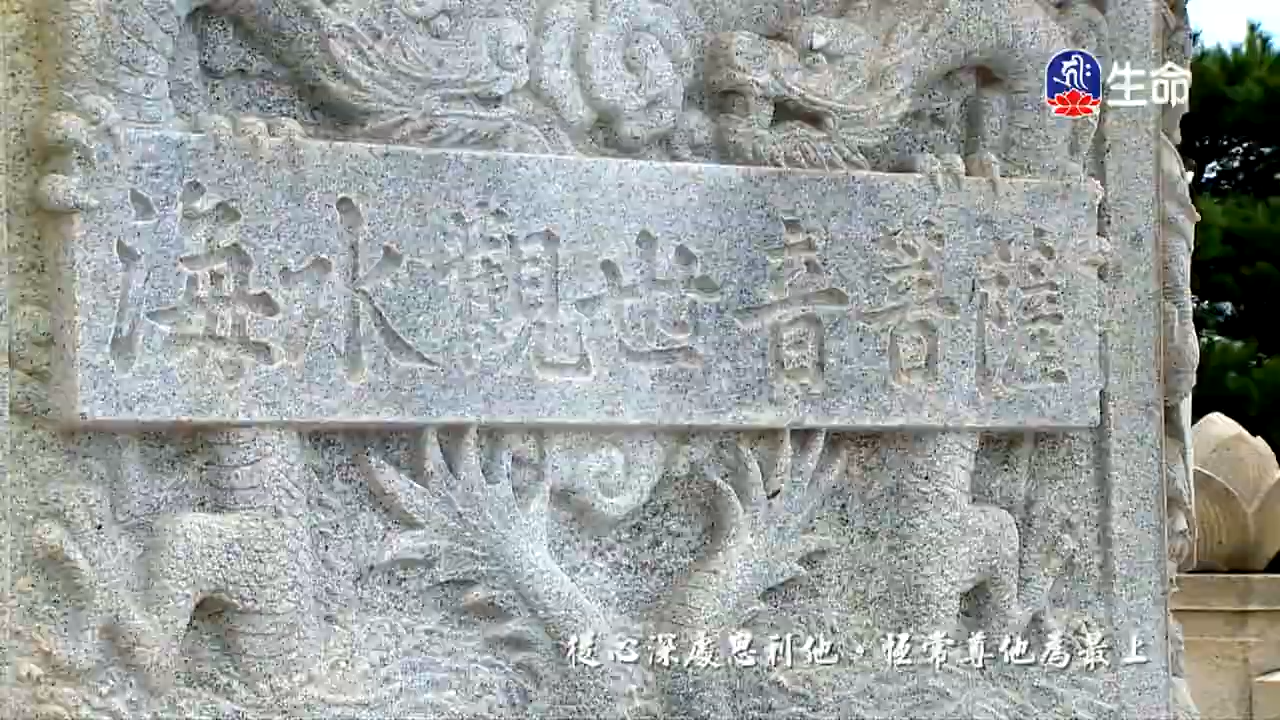 生命
海水觀世音菩薩
從心深處思利他，恆常尊他為最上